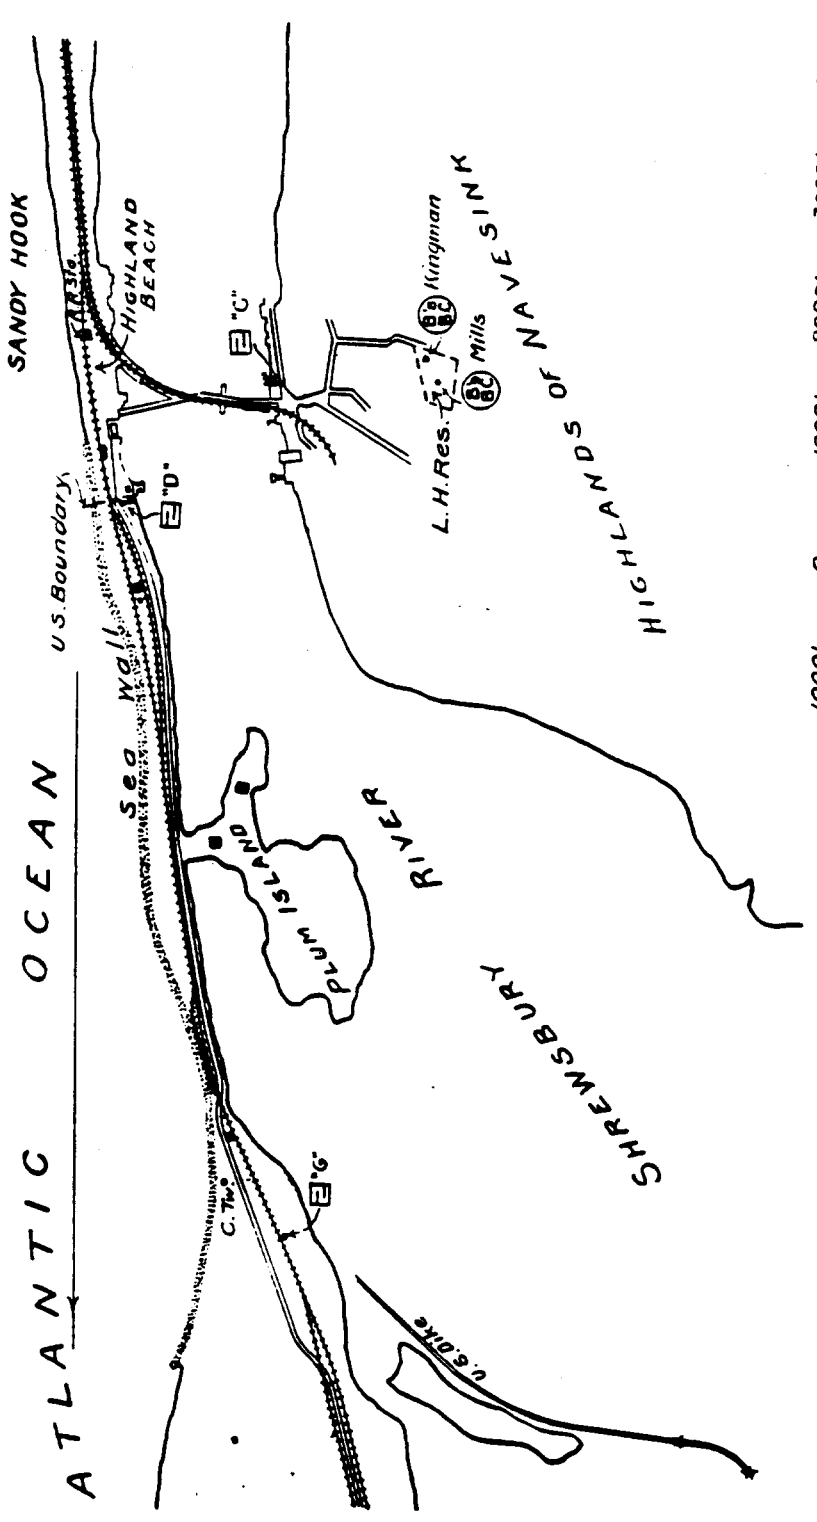 SANDY HOOK
ATLANTIC OCEAN
U.S. Boundary
Sea Wall
R.R. Sta.
HIGHLAND
BEACH
"C"
"D"
"G"
C. Tw.
Kingman
Mills
L.H. Res.
HIGHLANDS OF NAVESINK
PLUM ISLAND
SHREWSBURY RIVER
U.S. Dike